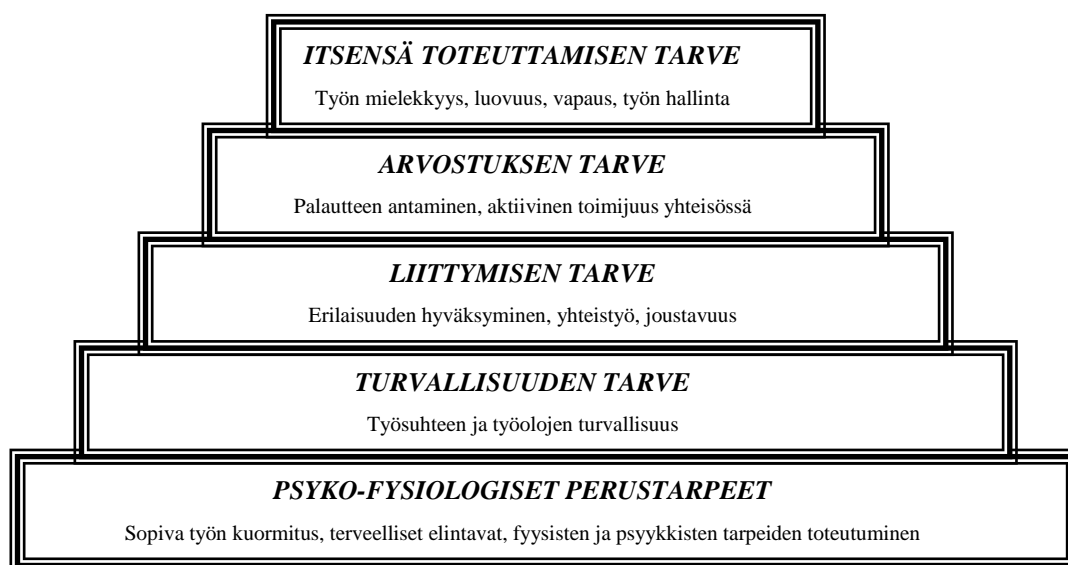 ITSENSÄ TOTEUTTAMISEN TARVE
Työn mielekkyys, luovuus, vapaus, työn hallinta
ARVOSTUKSEN TARVE
Palautteen antaminen, aktiivinen toimijuus yhteisössä
LIITTYMISEN TARVE
Erilaisuuden hyväksyminen, yhteistyö, joustavuus
TURVALLISUUDEN TARVE
Työsuhteen ja työolojen turvallisuus
PSYKO-FYSIOLOGISET PERUSTARPEET
Sopiva työn kuormitus, terveelliset elintavat, fyysisten ja psyykkisten tarpeiden toteutuminen